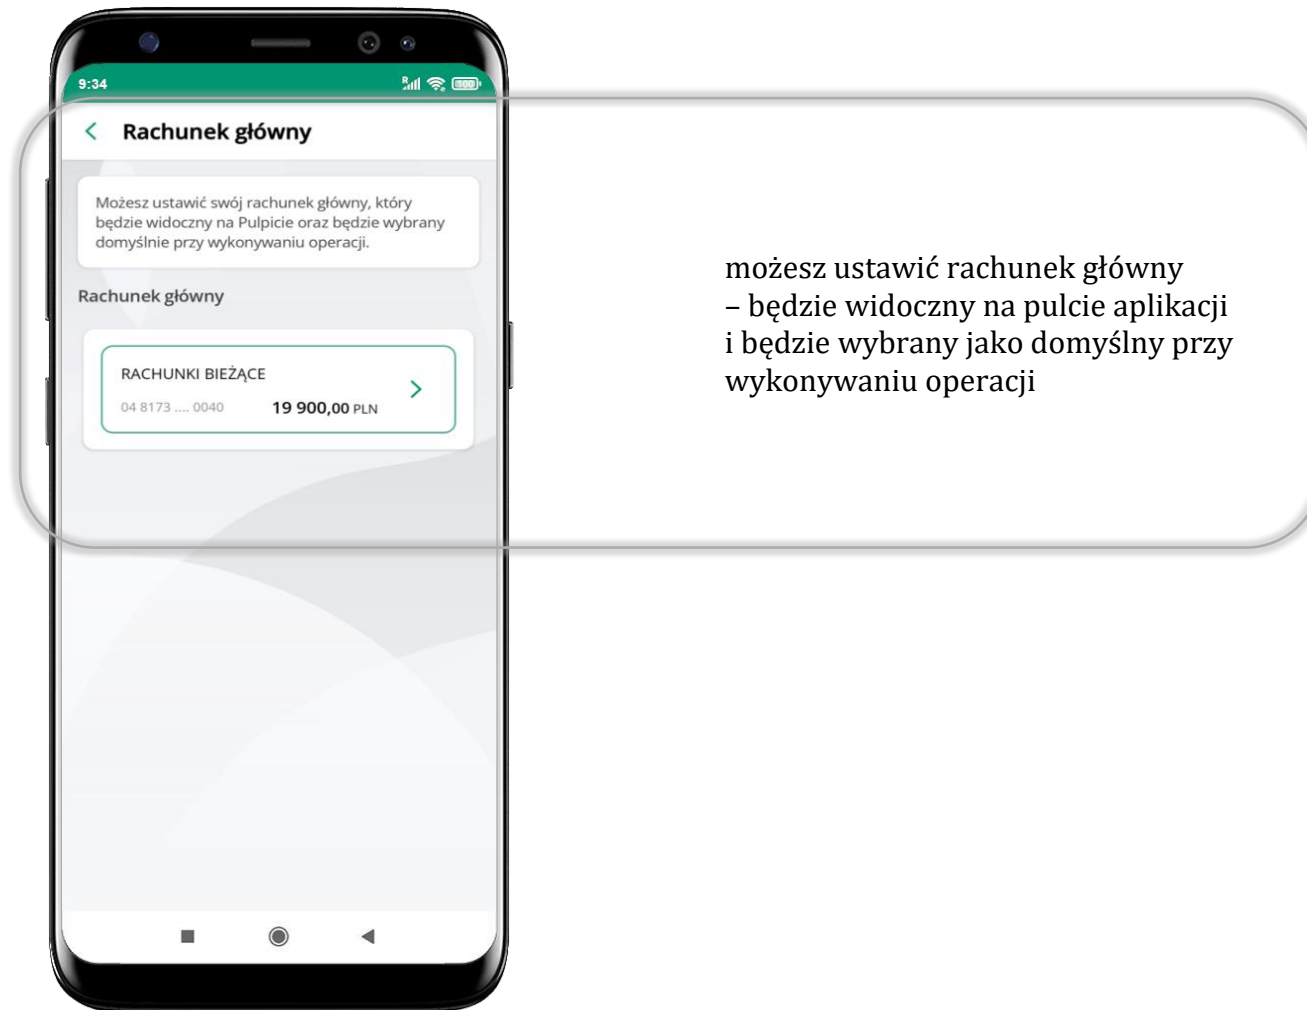 9:34
R
100
Rachunek główny
Możesz ustawić swój rachunek główny, który
będzie widoczny na Pulpicie oraz będzie wybrany
domyślnie przy wykonywaniu operacji.
Rachunek główny
RACHUNKI BIEŻĄCE
04 8173 .... 0040 19 900,00 PLN
możesz ustawić rachunek główny
– będzie widoczny na pulcie aplikacji
i będzie wybrany jako domyślny przy
wykonywaniu operacji